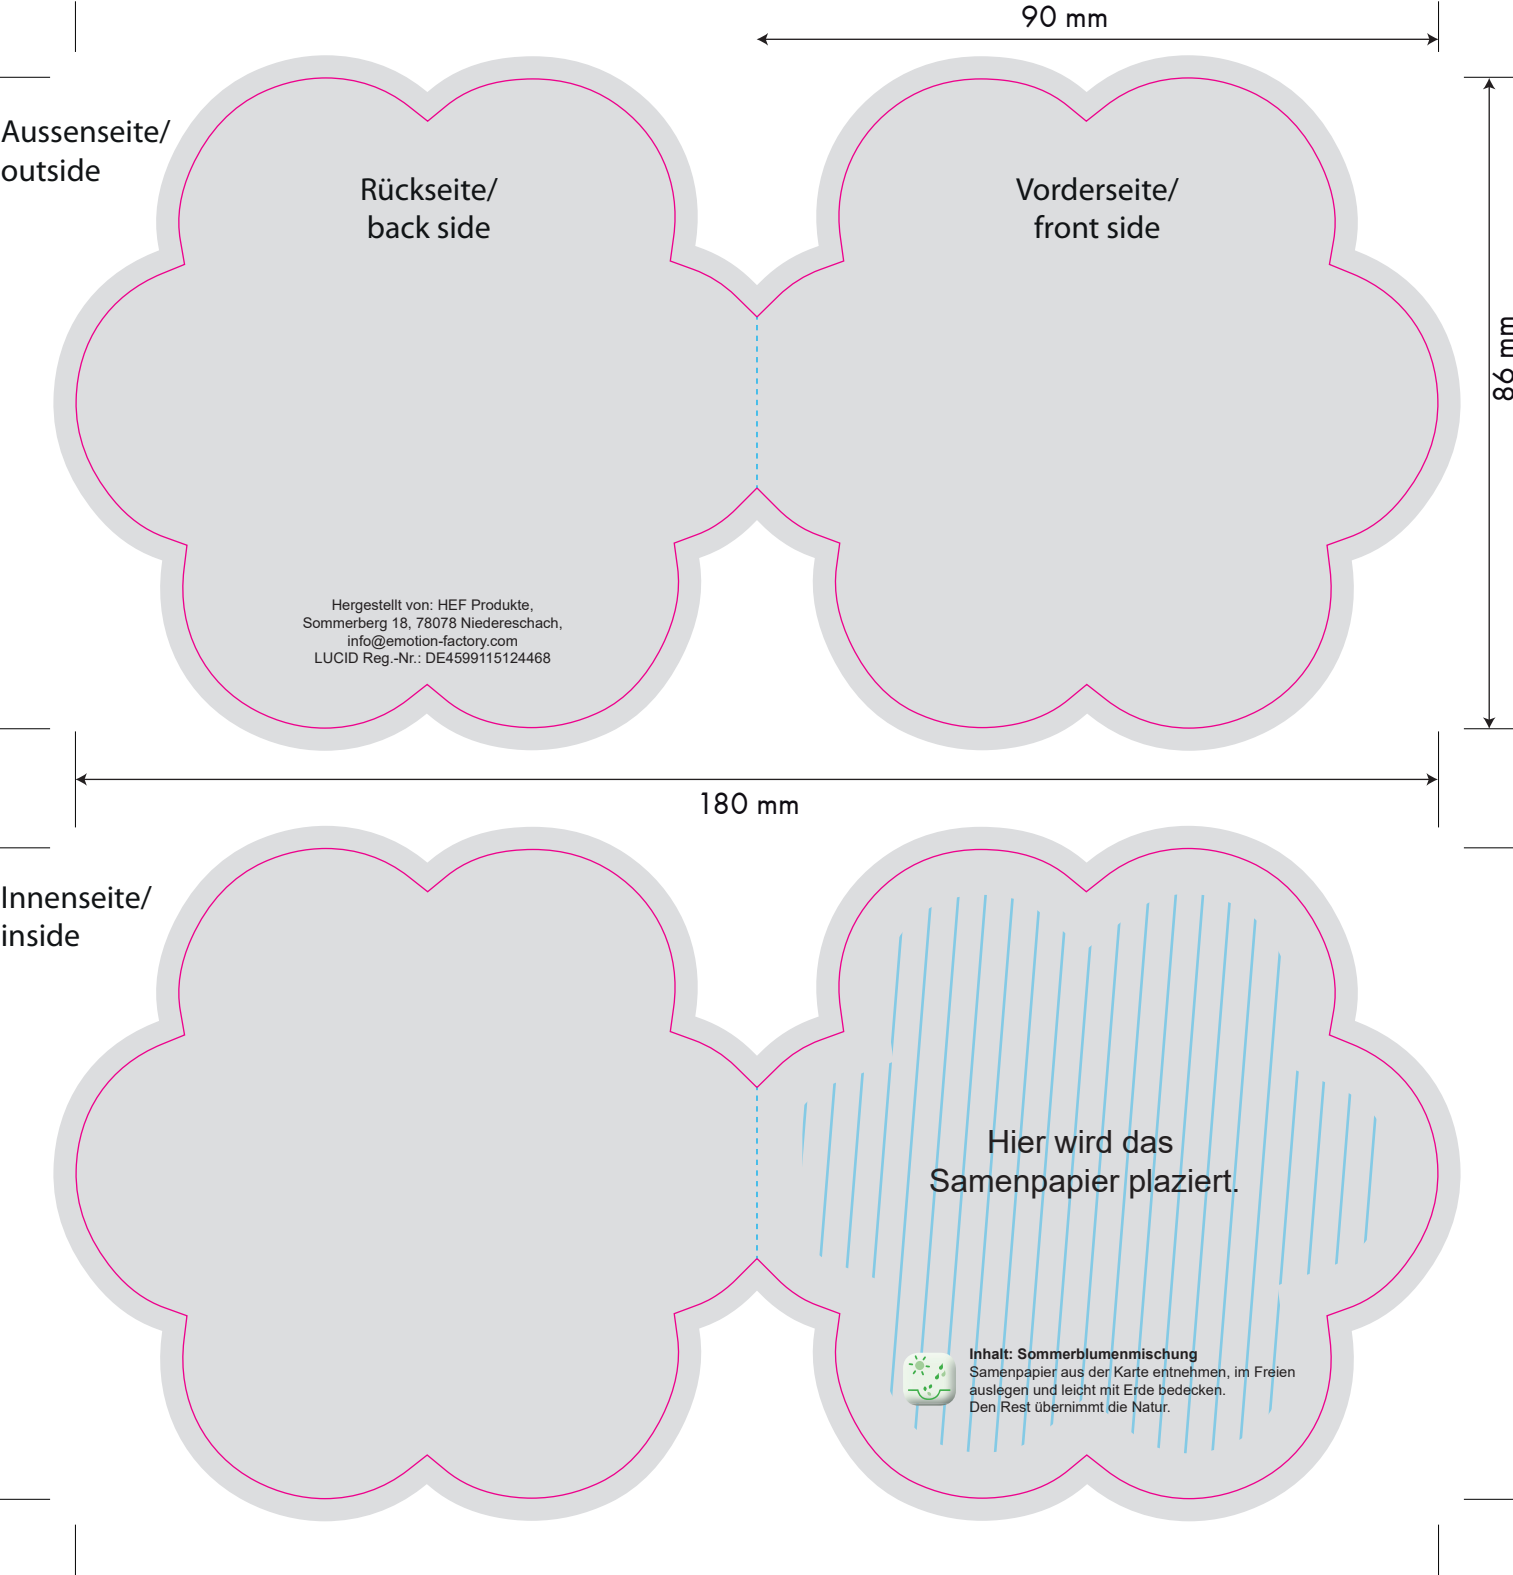 90 mm
Aussenseite/
outside
Rückseite/
back side
Vorderseite/
front side
86 mm
Hergestellt von: HEF Produkte,
Sommerberg 18, 78078 Niedereschach,
info@emotion-factory.com
LUCID Reg.-Nr.: DE4599115124468
180 mm
Innenseite/
inside
Hier wird das
Samenpapier plaziert.
Inhalt: Sommerblumenmischung
Samenpapier aus der Karte entnehmen, im Freien
auslegen und leicht mit Erde bedecken.
Den Rest übernimmt die Natur.